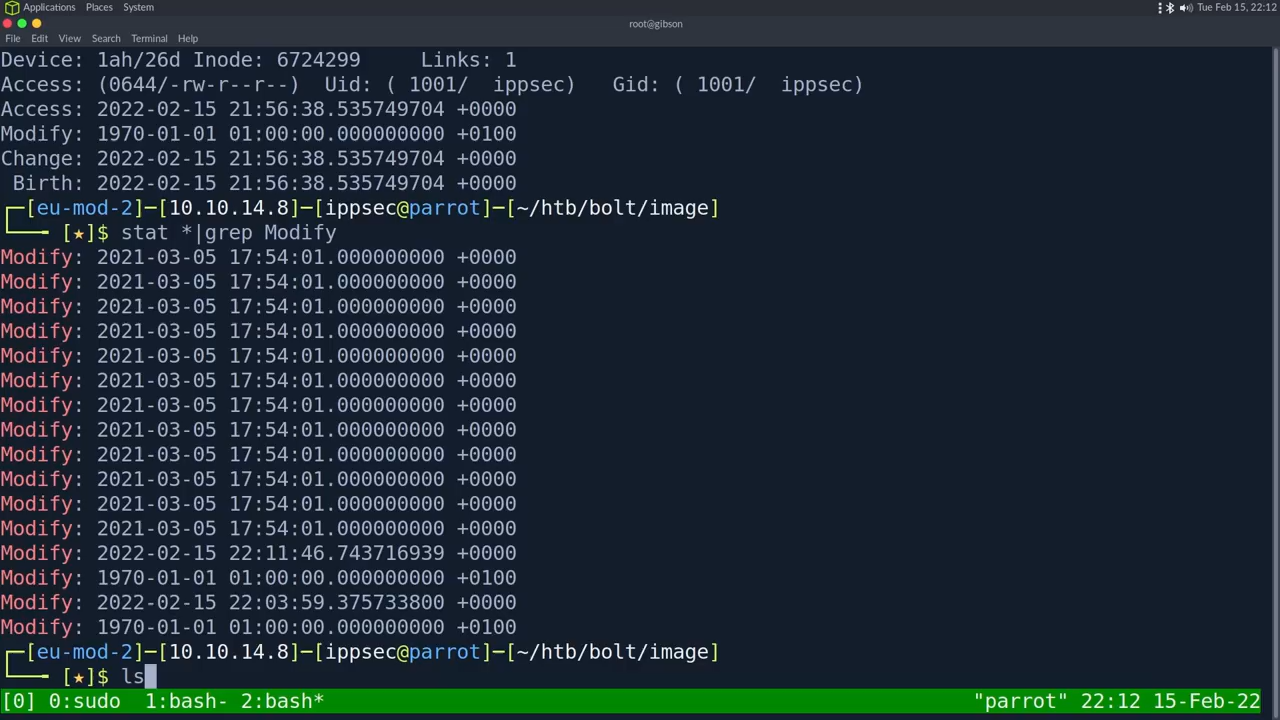 Applications Places System Tue Feb 15, 22:12
root@gibson
File Edit View Search Terminal Help
Device: 1ah/26d Inode: 6724299     Links: 1
Access: (0644/-rw-r--r--)  Uid: ( 1001/  ippsec)   Gid: ( 1001/  ippsec)
Access: 2022-02-15 21:56:38.535749704 +0000
Modify: 1970-01-01 01:00:00.000000000 +0100
Change: 2022-02-15 21:56:38.535749704 +0000
 Birth: 2022-02-15 21:56:38.535749704 +0000
┌─[eu-mod-2]─[10.10.14.8]─[ippsec@parrot]─[~/htb/bolt/image]
└── [★]$ stat *|grep Modify
Modify: 2021-03-05 17:54:01.000000000 +0000
Modify: 2021-03-05 17:54:01.000000000 +0000
Modify: 2021-03-05 17:54:01.000000000 +0000
Modify: 2021-03-05 17:54:01.000000000 +0000
Modify: 2021-03-05 17:54:01.000000000 +0000
Modify: 2021-03-05 17:54:01.000000000 +0000
Modify: 2021-03-05 17:54:01.000000000 +0000
Modify: 2021-03-05 17:54:01.000000000 +0000
Modify: 2021-03-05 17:54:01.000000000 +0000
Modify: 2021-03-05 17:54:01.000000000 +0000
Modify: 2021-03-05 17:54:01.000000000 +0000
Modify: 2021-03-05 17:54:01.000000000 +0000
Modify: 2022-02-15 22:11:46.743716939 +0000
Modify: 1970-01-01 01:00:00.000000000 +0100
Modify: 2022-02-15 22:03:59.375733800 +0000
Modify: 1970-01-01 01:00:00.000000000 +0100
┌─[eu-mod-2]─[10.10.14.8]─[ippsec@parrot]─[~/htb/bolt/image]
└── [★]$ ls
[0] 0:sudo  1:bash- 2:bash* "parrot" 22:12 15-Feb-22